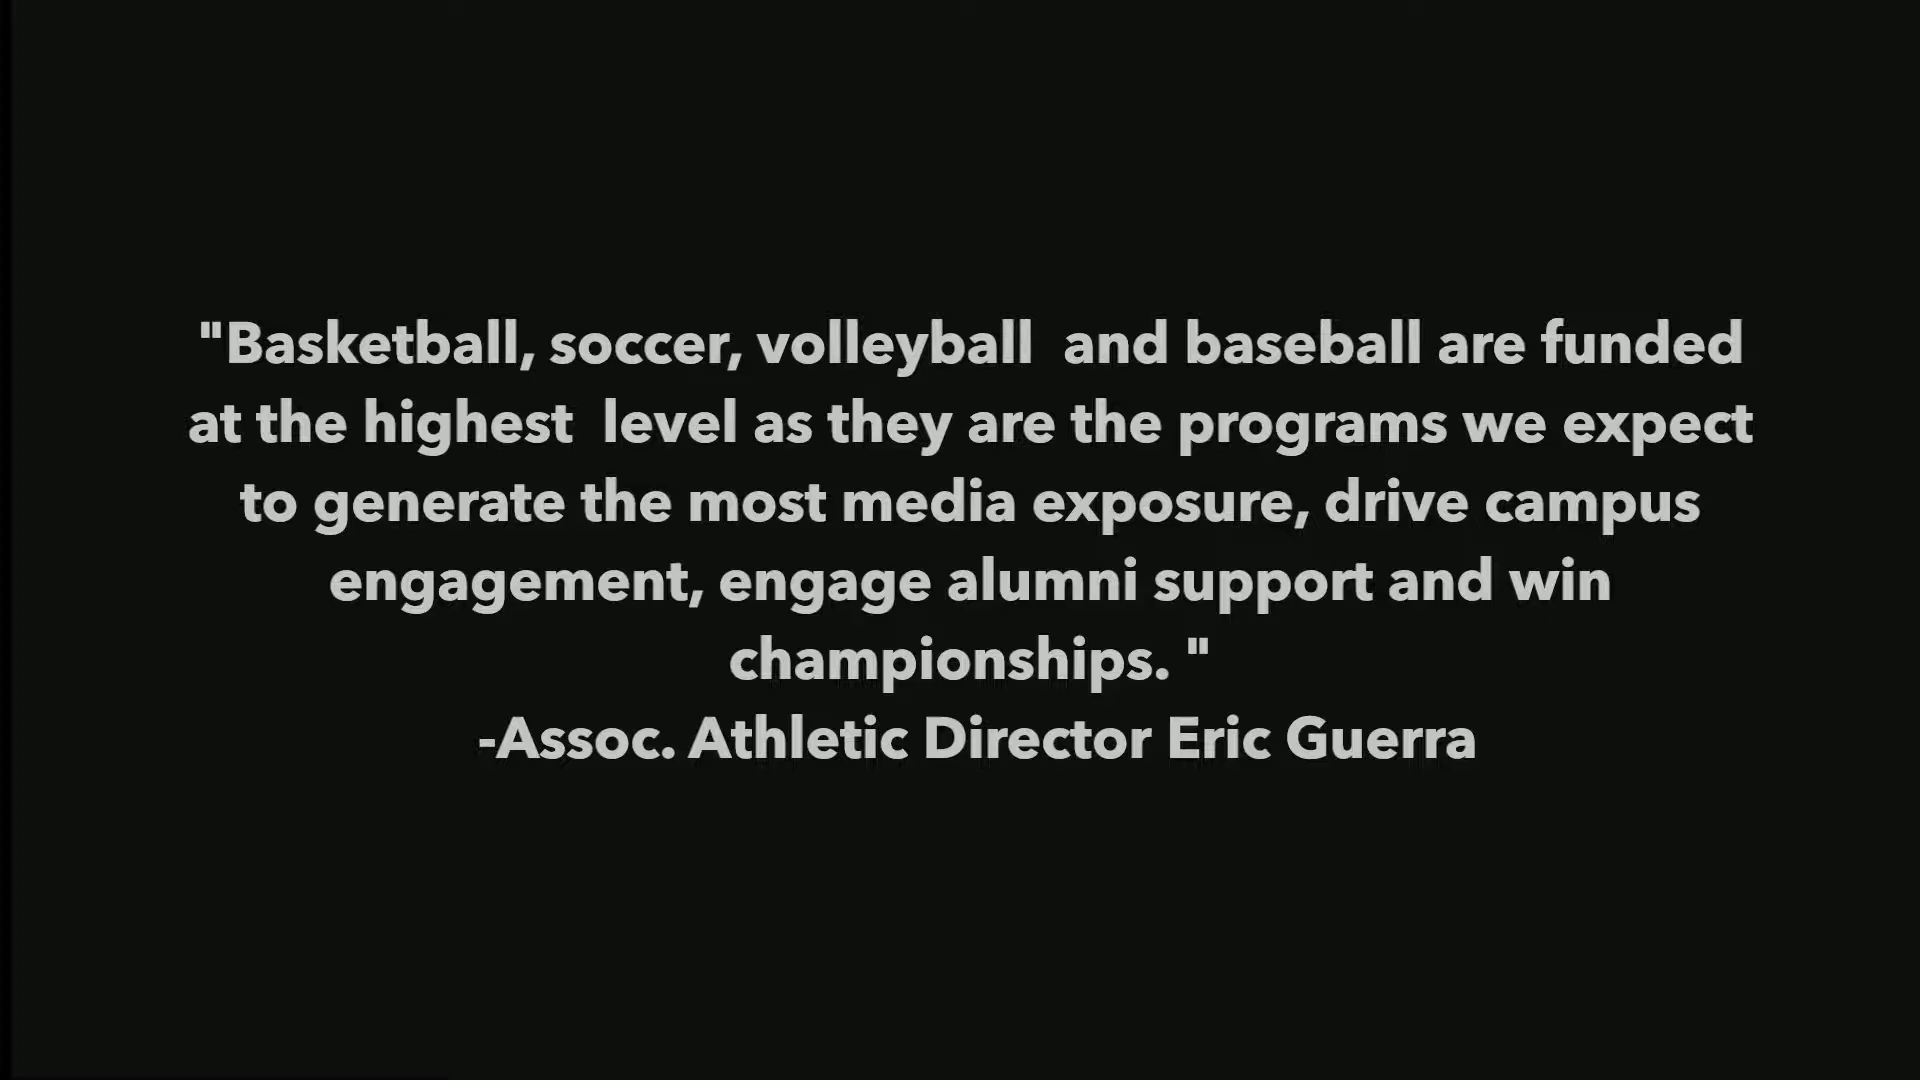 "Basketball, soccer, volleyball  and baseball are funded
at the highest  level as they are the programs we expect
to generate the most media exposure, drive campus
engagement, engage alumni support and win
championships. "
-Assoc. Athletic Director Eric Guerra